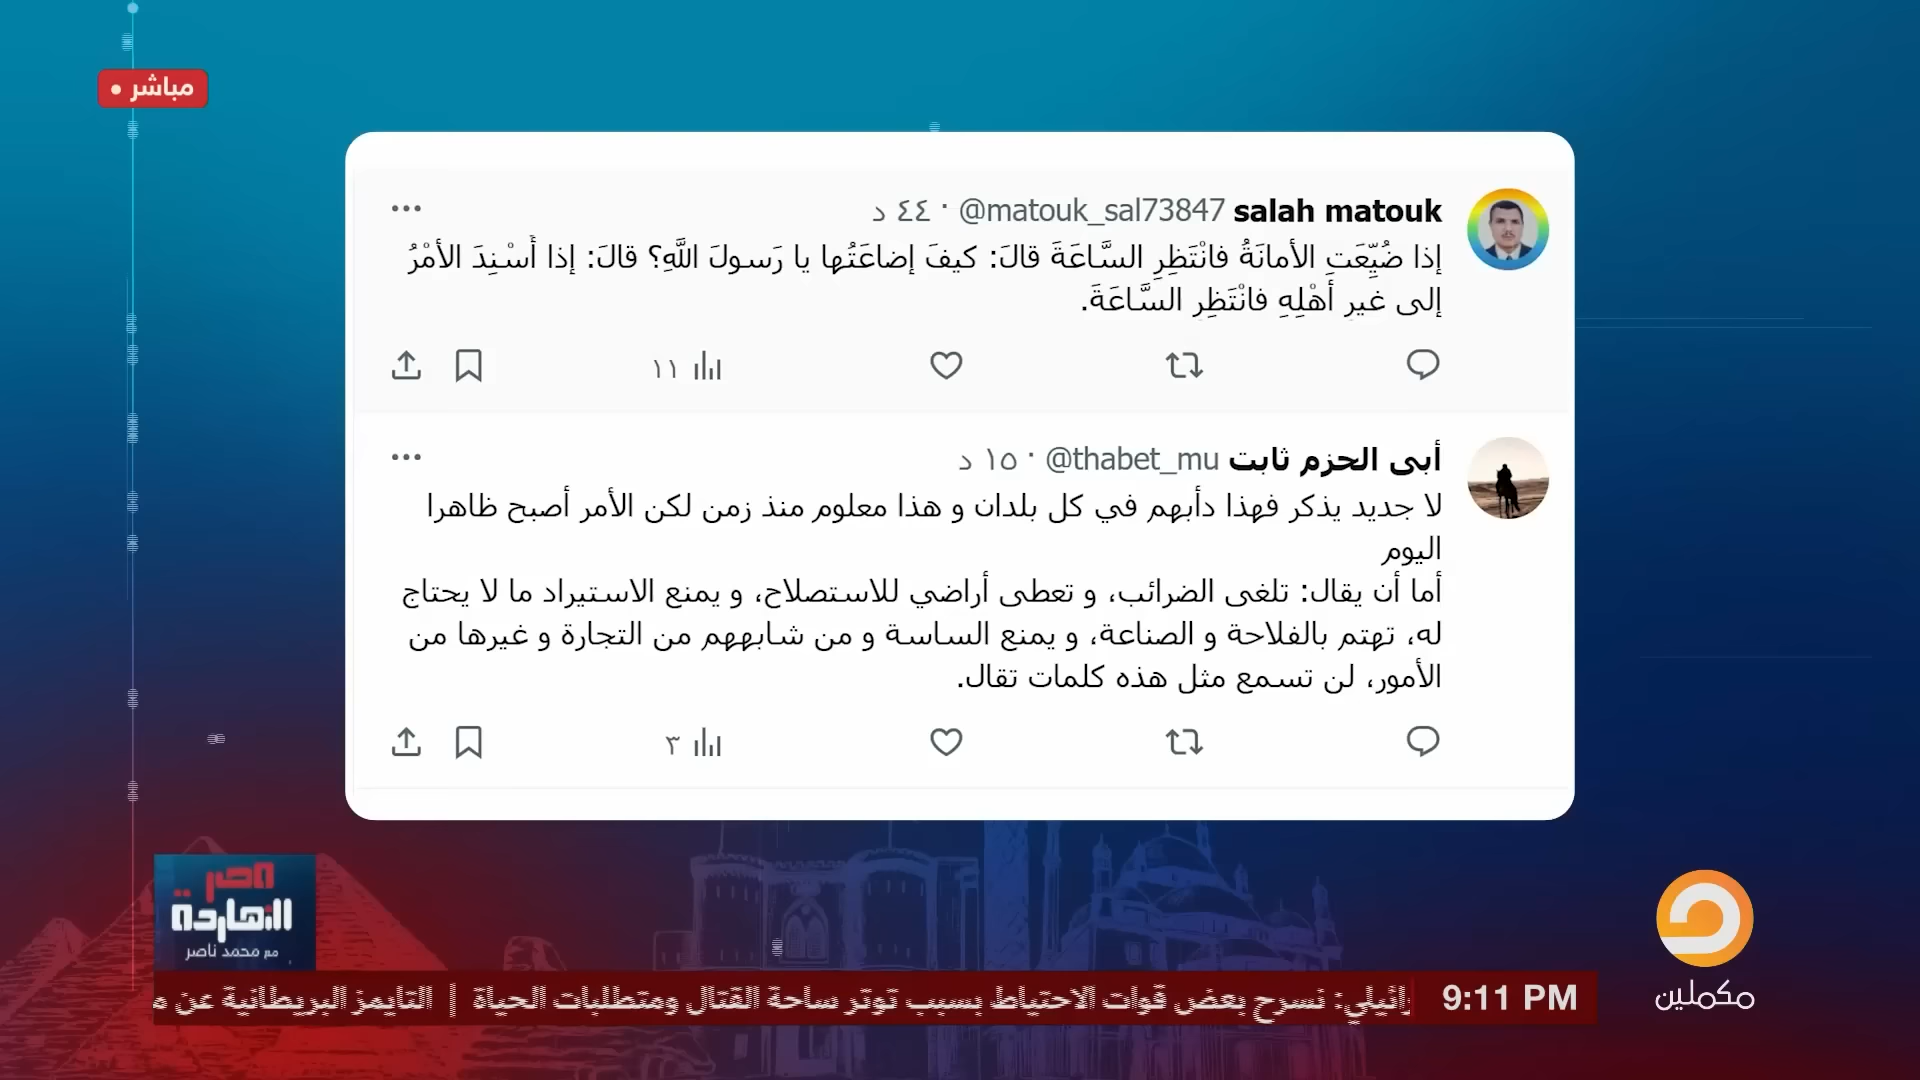 مباشر
salah matouk @matouk_sal73847 · ٤٤ د
إذا ضُيِّعَتِ الأمانَةُ فانْتَظِرِ السَّاعَةَ قالَ: كيفَ إضاعَتُها يا رَسولَ اللَّهِ؟ قالَ: إذا أُسْنِدَ الأمْرُ
إلى غيرِ أهْلِهِ فانْتَظِرِ السَّاعَةَ.
١١
أبى الحزم ثابت @thabet_mu · ١٥ د
لا جديد يذكر فهذا دأبهم في كل بلدان و هذا معلوم منذ زمن لكن الأمر أصبح ظاهرا
اليوم
أما أن يقال: تلغى الضرائب، و تعطى أراضي للاستصلاح، و يمنع الاستيراد ما لا يحتاج
له، تهتم بالفلاحة و الصناعة، و يمنع الساسة و من شابههم من التجارة و غيرها من
الأمور، لن تسمع مثل هذه كلمات تقال.
٣
مصر
النهاردة
مع محمد ناصر
مكملين
نسرح بعض قوات الاحتياط بسبب توتر ساحة القتال ومتطلبات الحياة | التايمز البريطانية عن
9:11 PM